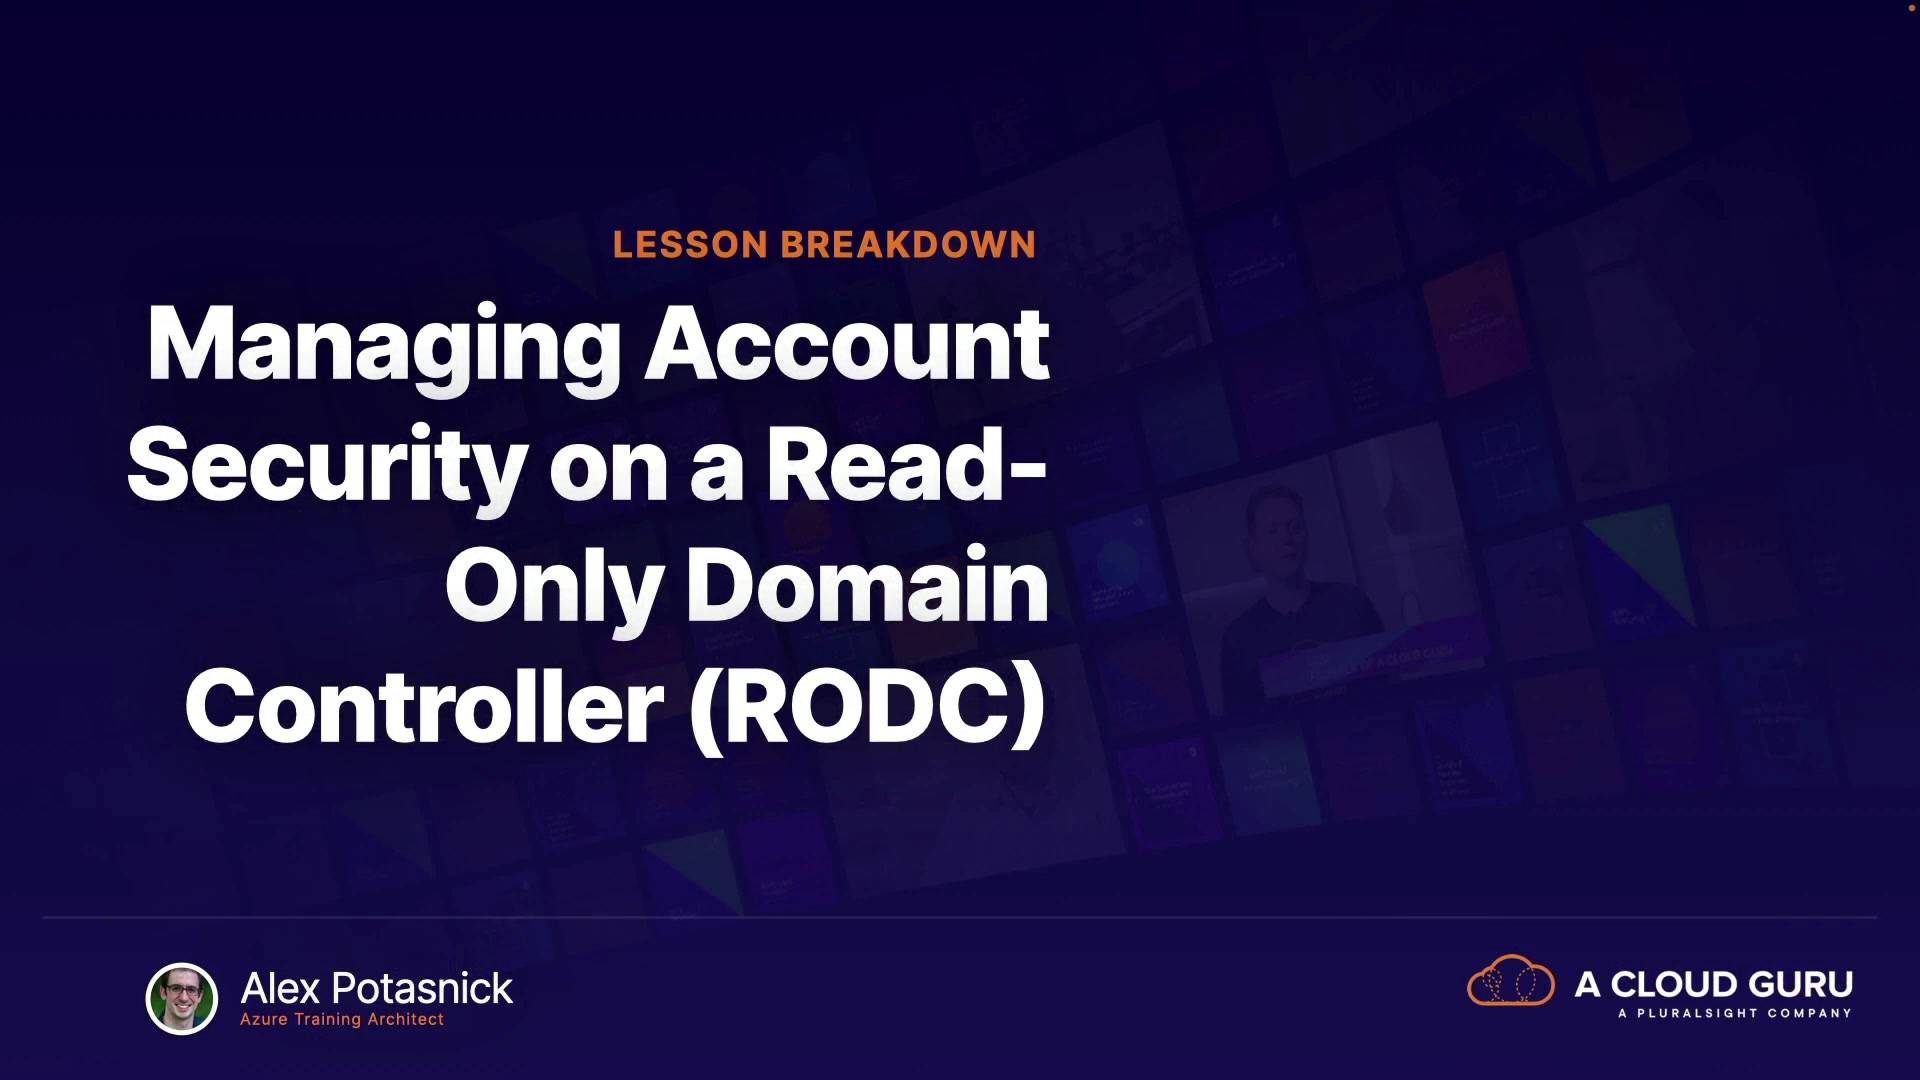 LESSON BREAKDOWN
Managing Account
Security on a Read-
Only Domain
Controller (RODC)
Alex Potasnick
Azure Training Architect
A CLOUD GURU
A PLURALSIGHT COMPANY